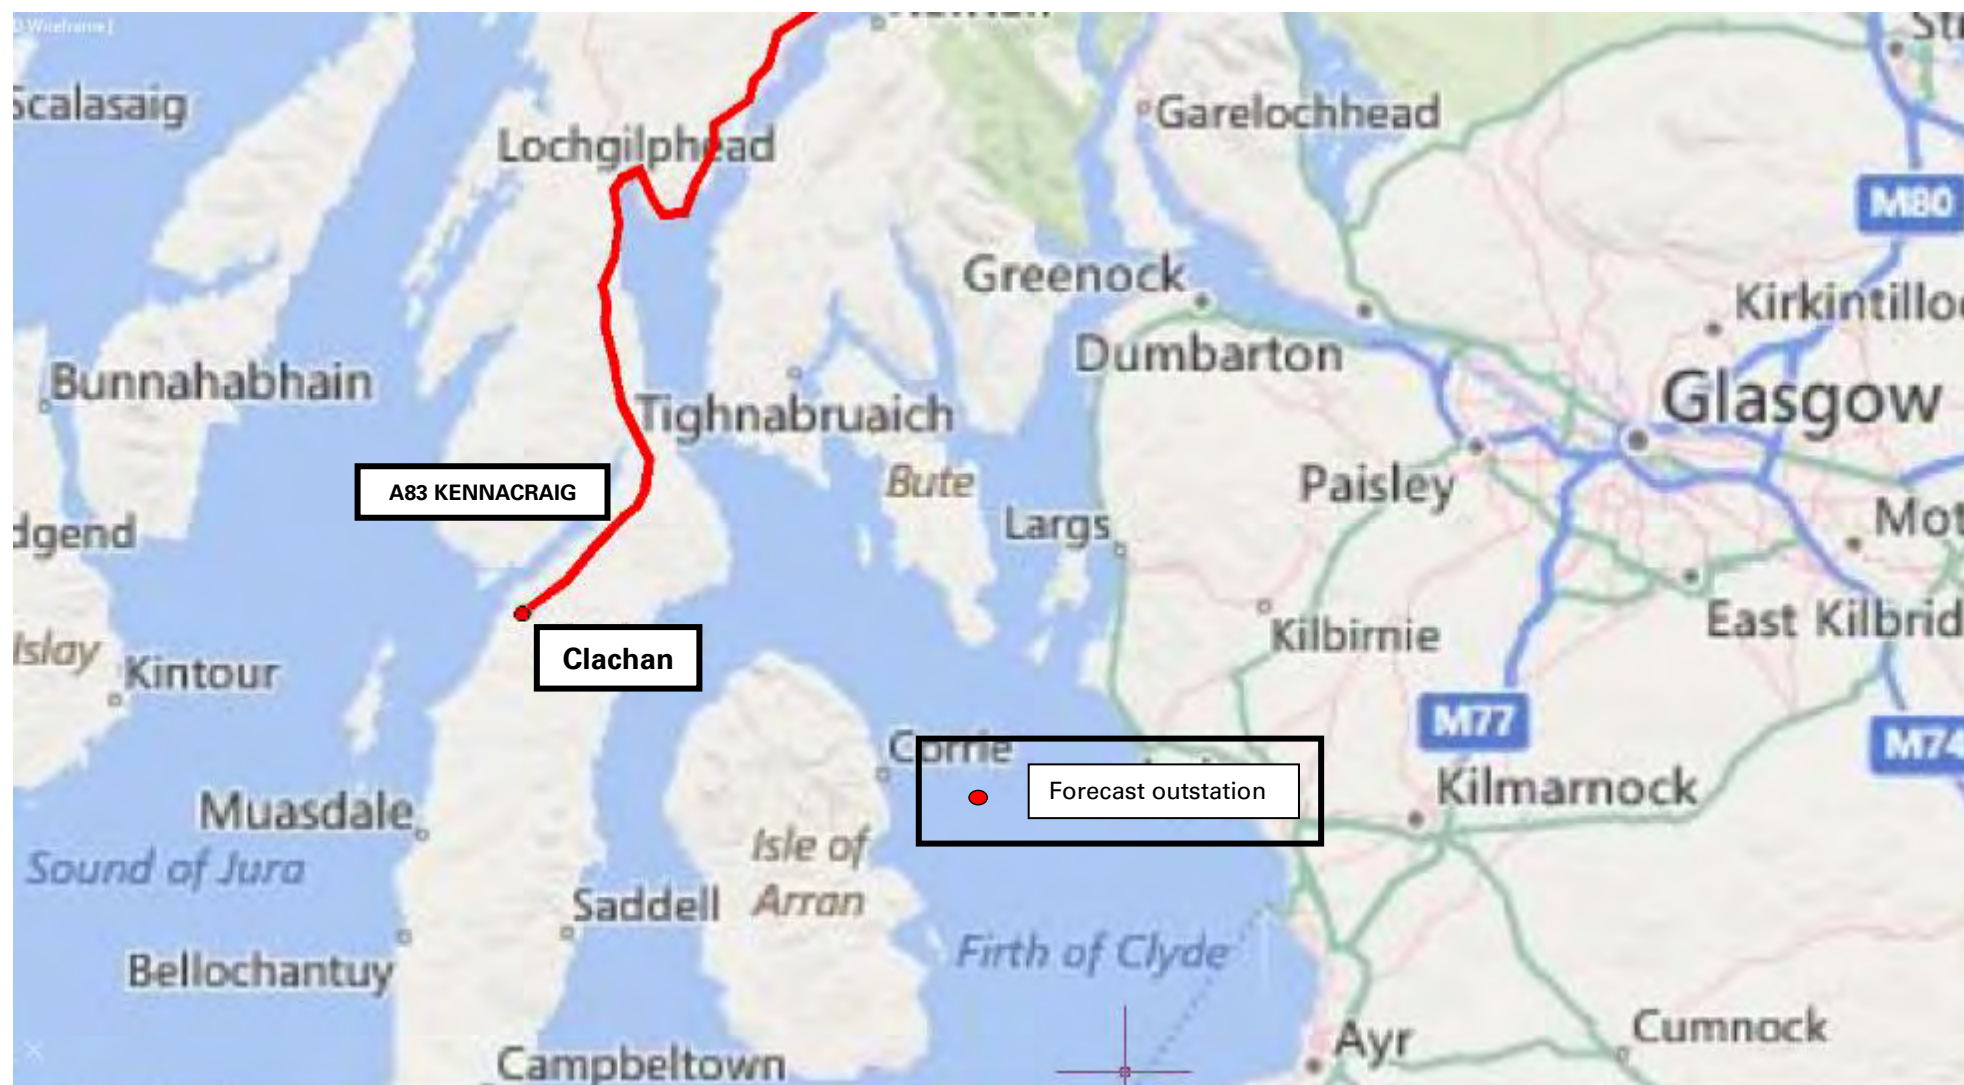 D Wireframe]
Scalasaig
Lochgilphead
Garelochhead
M80
Greenock
Kirkintillo
Dumbarton
Bunnahabhain
Glasgow
Tighnabruaich
Bute
Paisley
A83 KENNACRAIG
Largs
Mot
dgend
East Kilbrid
Kilbirnie
Islay
Kintour
Clachan
M77
M74
Corrie
Forecast outstation
Kilmarnock
Muasdale
Isle of
Arran
Sound of Jura
Saddell
Firth of Clyde
Bellochantuy
Ayr
Cumnock
Campbeltown